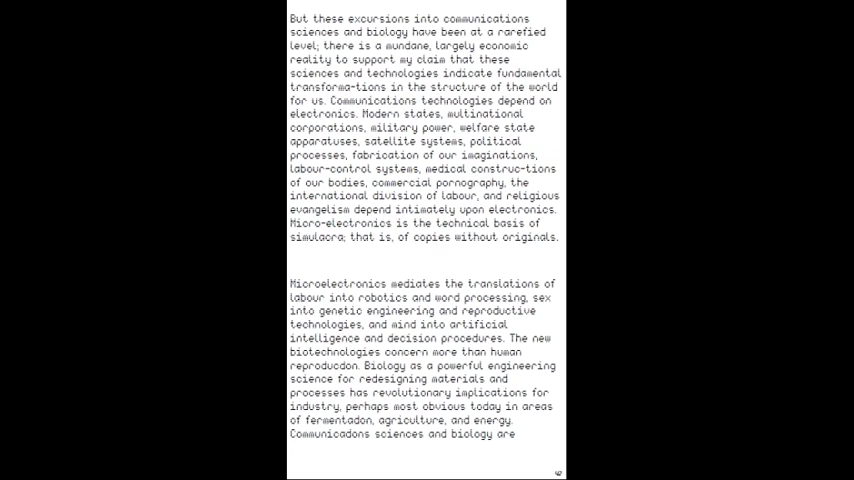 But these excursions into communications
sciences and biology have been at a rarefied
level; there is a mundane, largely economic
reality to support my claim that these
sciences and technologies indicate fundamental
transforma-tions in the structure of the world
for us. Communications technologies depend on
electronics. Modern states, multinational
corporations, military power, welfare state
apparatuses, satellite systems, political
processes, fabrication of our imaginations,
labour-control systems, medical construc-tions
of our bodies, commercial pornography, the
international division of labour, and religious
evangelism depend intimately upon electronics.
Micro-electronics is the technical basis of
simulacra; that is, of copies without originals.
Microelectronics mediates the translations of
labour into robotics and word processing, sex
into genetic engineering and reproductive
technologies, and mind into artificial
intelligence and decision procedures. The new
biotechnologies concern more than human
reproducdon. Biology as a powerful engineering
science for redesigning materials and
processes has revolutionary implications for
industry, perhaps most obvious today in areas
of fermentadon, agriculture, and energy.
Communicadons sciences and biology are